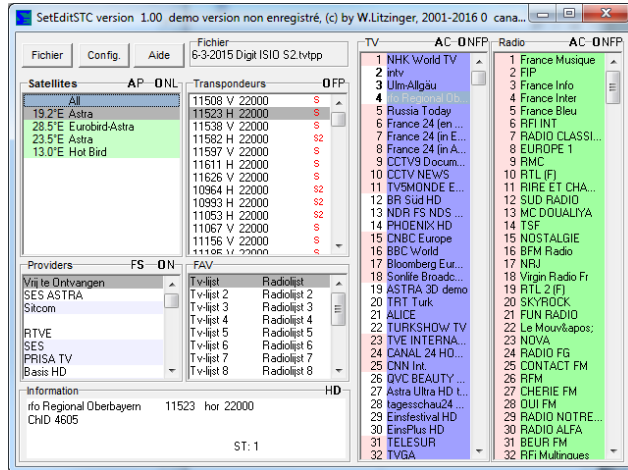 SetEditSTC version 1.00 demo version non enregistré, (c) by W.Litzinger, 2001-2016 0 cana...
Fichier
Config.
Aide
Fichier
6-3-2015 Digit ISIO S2.tvtpp
Satellites AP ONL
All
19.2°E Astra
28.5°E Eurobird-Astra
23.5°E Astra
13.0°E Hot Bird
Transpondeurs OFP
11508 V 22000 S
11523 H 22000 S
11538 V 22000 S
11582 H 22000 S2
11597 V 22000 S
11611 H 22000 S
11626 V 22000 S
10964 H 22000 S2
10993 H 22000 S2
11053 H 22000 S2
11067 V 22000 S
11156 V 22000 S
11185 V 22000
Providers FS ON
Vrij te Ontvangen
SES ASTRA
Sitcom
RTVE
SES
PRISA TV
Basis HD
FAV
Tv-lijst Radiolijst
Tv-lijst 2 Radiolijst 2
Tv-lijst 3 Radiolijst 3
Tv-lijst 4 Radiolijst 4
Tv-lijst 5 Radiolijst 5
Tv-lijst 6 Radiolijst 6
Tv-lijst 7 Radiolijst 7
Tv-lijst 8 Radiolijst 8
Information HD
rfo Regional Oberbayern 11523 hor 22000
ChID 4605
ST: 1
TV AC ONFP
1 NHK World TV
2 intv
3 Ulm-Allgäu
4 rfo Regional Ob...
5 Russia Today
6 France 24 (en ...
7 France 24 (in E...
8 France 24 (in A...
9 CCTV9 Docum...
10 CCTV NEWS
11 TV5MONDE E...
12 BR Süd HD
13 NDR FS NDS ...
14 PHOENIX HD
15 CNBC Europe
16 BBC World
17 Bloomberg Eur...
18 Sonlife Broadc...
19 ASTRA 3D demo
20 TRT Turk
21 ALICE
22 TURKSHOW TV
23 TVE INTERNA...
24 CANAL 24 HO...
25 CNN Int.
26 QVC BEAUTY ...
27 Astra Ultra HD t...
28 tagesschau24 ...
29 Einsfestival HD
30 EinsPlus HD
31 TELESUR
32 TVGA
Radio AC ONFP
1 France Musique
2 FIP
3 France Info
4 France Inter
5 France Bleu
6 RFI INT
7 RADIO CLASSI...
8 EUROPE 1
9 RMC
10 RTL (F)
11 RIRE ET CHA...
12 SUD RADIO
13 MC DOUALIYA
14 TSF
15 NOSTALGIE
16 BFM Radio
17 NRJ
18 Virgin Radio Fr
19 RTL 2 (F)
20 SKYROCK
21 FUN RADIO
22 Le Mouv&apos;
23 NOVA
24 RADIO FG
25 CONTACT FM
26 RFM
27 CHERIE FM
28 OUI FM
29 RADIO NOTRE...
30 RADIO ALFA
31 BEUR FM
32 RFi Multingues